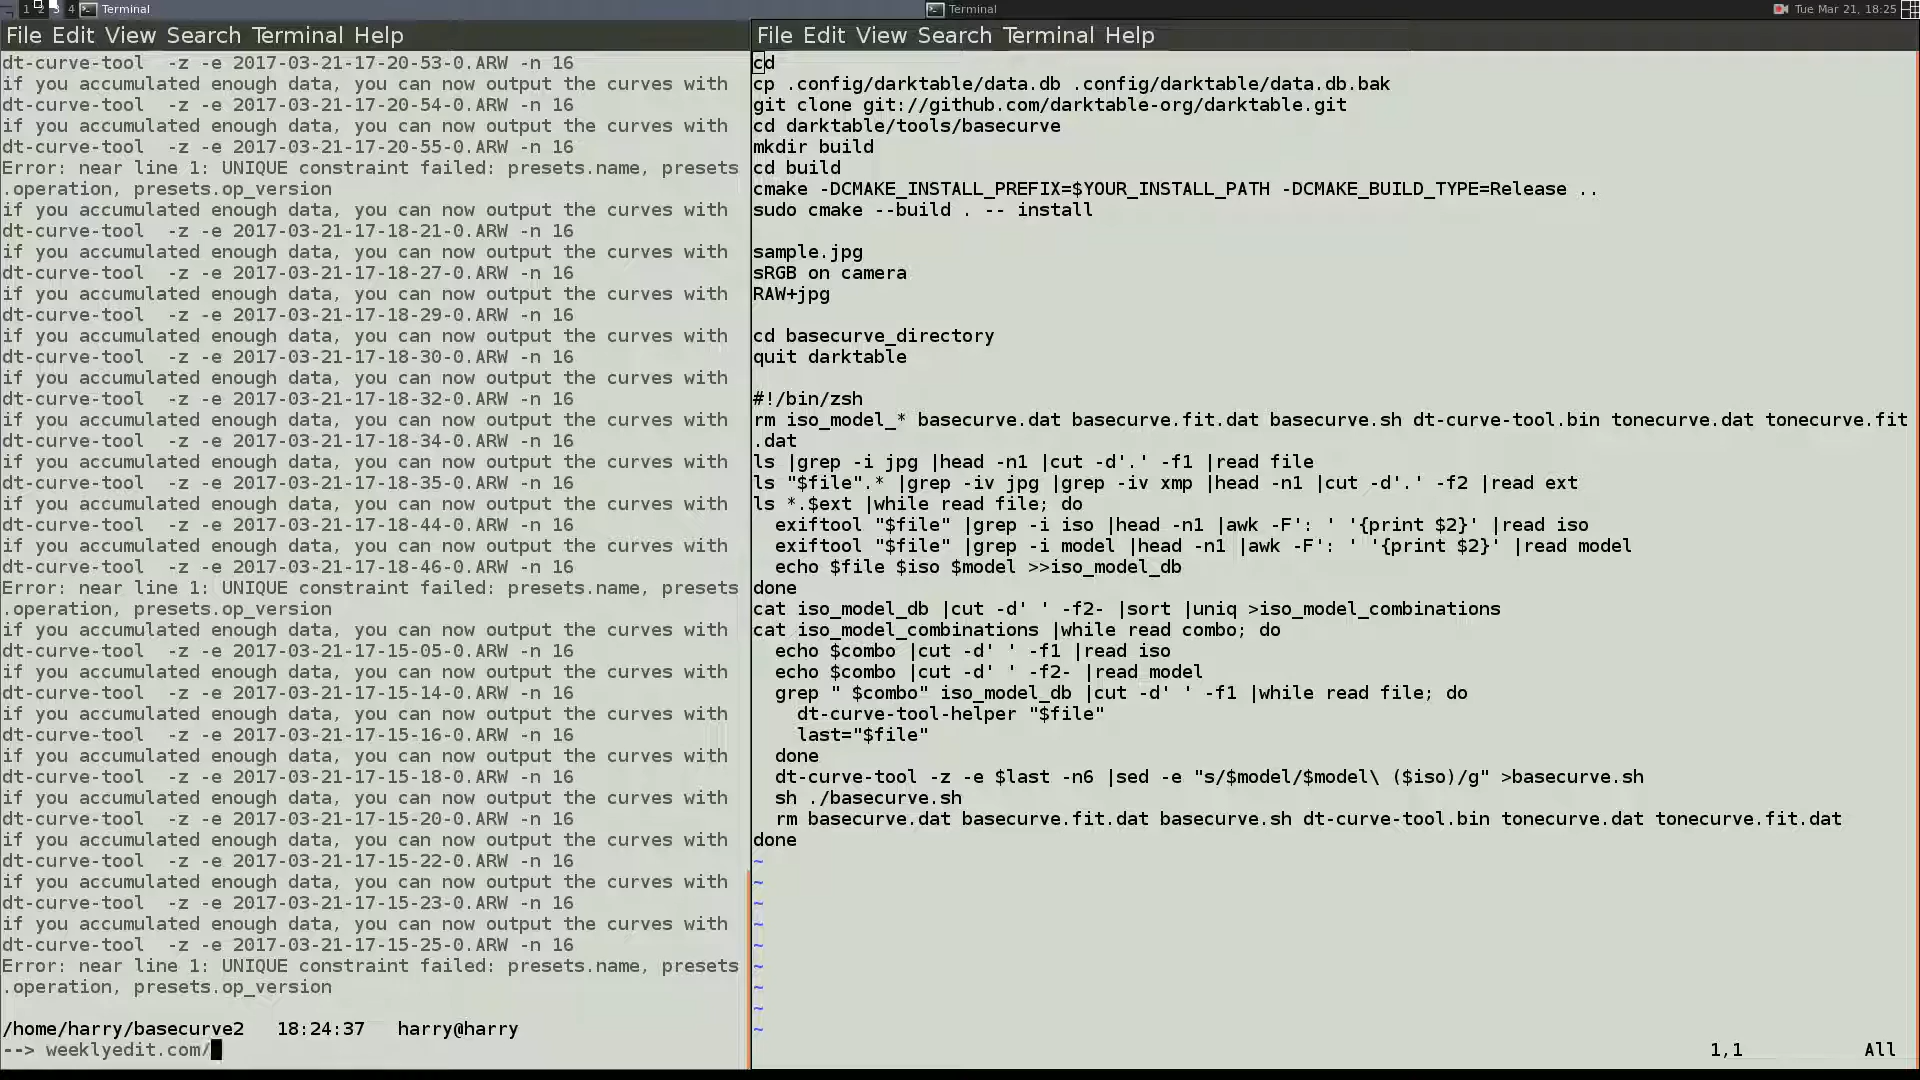 1 2 3 4 Terminal
Terminal
Tue Mar 21, 18:25
File Edit View Search Terminal Help
dt-curve-tool  -z -e 2017-03-21-17-20-53-0.ARW -n 16
if you accumulated enough data, you can now output the curves with
dt-curve-tool  -z -e 2017-03-21-17-20-54-0.ARW -n 16
if you accumulated enough data, you can now output the curves with
dt-curve-tool  -z -e 2017-03-21-17-20-55-0.ARW -n 16
Error: near line 1: UNIQUE constraint failed: presets.name, presets
.operation, presets.op_version
if you accumulated enough data, you can now output the curves with
dt-curve-tool  -z -e 2017-03-21-17-18-21-0.ARW -n 16
if you accumulated enough data, you can now output the curves with
dt-curve-tool  -z -e 2017-03-21-17-18-27-0.ARW -n 16
if you accumulated enough data, you can now output the curves with
dt-curve-tool  -z -e 2017-03-21-17-18-29-0.ARW -n 16
if you accumulated enough data, you can now output the curves with
dt-curve-tool  -z -e 2017-03-21-17-18-30-0.ARW -n 16
if you accumulated enough data, you can now output the curves with
dt-curve-tool  -z -e 2017-03-21-17-18-32-0.ARW -n 16
if you accumulated enough data, you can now output the curves with
dt-curve-tool  -z -e 2017-03-21-17-18-34-0.ARW -n 16
if you accumulated enough data, you can now output the curves with
dt-curve-tool  -z -e 2017-03-21-17-18-35-0.ARW -n 16
if you accumulated enough data, you can now output the curves with
dt-curve-tool  -z -e 2017-03-21-17-18-44-0.ARW -n 16
if you accumulated enough data, you can now output the curves with
dt-curve-tool  -z -e 2017-03-21-17-18-46-0.ARW -n 16
Error: near line 1: UNIQUE constraint failed: presets.name, presets
.operation, presets.op_version
if you accumulated enough data, you can now output the curves with
dt-curve-tool  -z -e 2017-03-21-17-15-05-0.ARW -n 16
if you accumulated enough data, you can now output the curves with
dt-curve-tool  -z -e 2017-03-21-17-15-14-0.ARW -n 16
if you accumulated enough data, you can now output the curves with
dt-curve-tool  -z -e 2017-03-21-17-15-16-0.ARW -n 16
if you accumulated enough data, you can now output the curves with
dt-curve-tool  -z -e 2017-03-21-17-15-18-0.ARW -n 16
if you accumulated enough data, you can now output the curves with
dt-curve-tool  -z -e 2017-03-21-17-15-20-0.ARW -n 16
if you accumulated enough data, you can now output the curves with
dt-curve-tool  -z -e 2017-03-21-17-15-22-0.ARW -n 16
if you accumulated enough data, you can now output the curves with
dt-curve-tool  -z -e 2017-03-21-17-15-23-0.ARW -n 16
if you accumulated enough data, you can now output the curves with
dt-curve-tool  -z -e 2017-03-21-17-15-25-0.ARW -n 16
Error: near line 1: UNIQUE constraint failed: presets.name, presets
.operation, presets.op_version
/home/harry/basecurve2   18:24:37   harry@harry
--> weeklyedit.com/
File Edit View Search Terminal Help
cd
cp .config/darktable/data.db .config/darktable/data.db.bak
git clone git://github.com/darktable-org/darktable.git
cd darktable/tools/basecurve
mkdir build
cd build
cmake -DCMAKE_INSTALL_PREFIX=$YOUR_INSTALL_PATH -DCMAKE_BUILD_TYPE=Release ..
sudo cmake --build . -- install
sample.jpg
sRGB on camera
RAW+jpg
cd basecurve_directory
quit darktable
#!/bin/zsh
rm iso_model_* basecurve.dat basecurve.fit.dat basecurve.sh dt-curve-tool.bin tonecurve.dat tonecurve.fit
.dat
ls |grep -i jpg |head -n1 |cut -d'.' -f1 |read file
ls "$file".* |grep -iv jpg |grep -iv xmp |head -n1 |cut -d'.' -f2 |read ext
ls *.$ext |while read file; do
  exiftool "$file" |grep -i iso |head -n1 |awk -F': ' '{print $2}' |read iso
  exiftool "$file" |grep -i model |head -n1 |awk -F': ' '{print $2}' |read model
  echo $file $iso $model >>iso_model_db
done
cat iso_model_db |cut -d' ' -f2- |sort |uniq >iso_model_combinations
cat iso_model_combinations |while read combo; do
  echo $combo |cut -d' ' -f1 |read iso
  echo $combo |cut -d' ' -f2- |read model
  grep " $combo" iso_model_db |cut -d' ' -f1 |while read file; do
    dt-curve-tool-helper "$file"
    last="$file"
  done
  dt-curve-tool -z -e $last -n6 |sed -e "s/$model/$model\ ($iso)/g" >basecurve.sh
  sh ./basecurve.sh
  rm basecurve.dat basecurve.fit.dat basecurve.sh dt-curve-tool.bin tonecurve.dat tonecurve.fit.dat
done
~
~
~
~
~
~
~
~
~
1,1 All